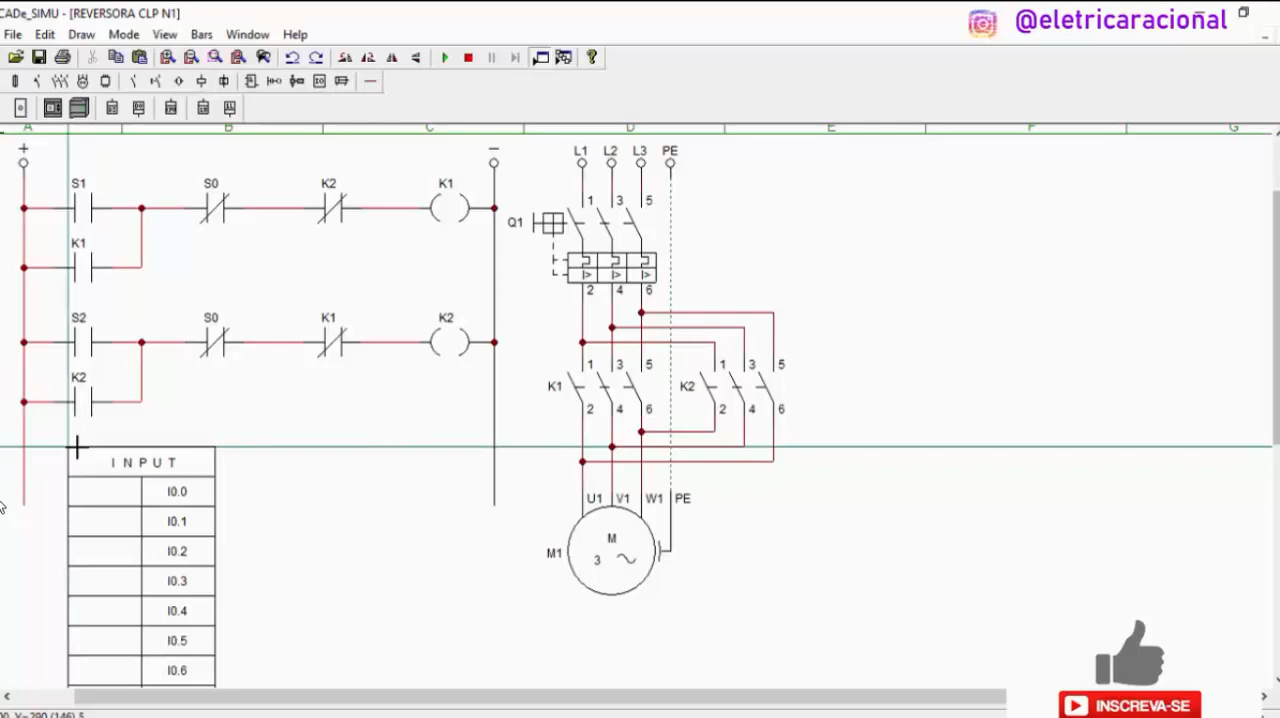 CADe_SIMU - [REVERSORA CLP N1]
@eletricaracional
File Edit Draw Mode View Bars Window Help
A B C D E F G
+ − L1 L2 L3 PE
S1 S0 K2 K1
1 3 5
Q1
K1
2 4 6
S2 S0 K1 K2
K2
K1 1 3 5 K2 1 3 5
2 4 6 2 4 6
INPUT
I0.0
I0.1
I0.2
I0.3
I0.4
I0.5
I0.6
U1 V1 W1 PE
M1 M
3 ~
INSCREVA-SE